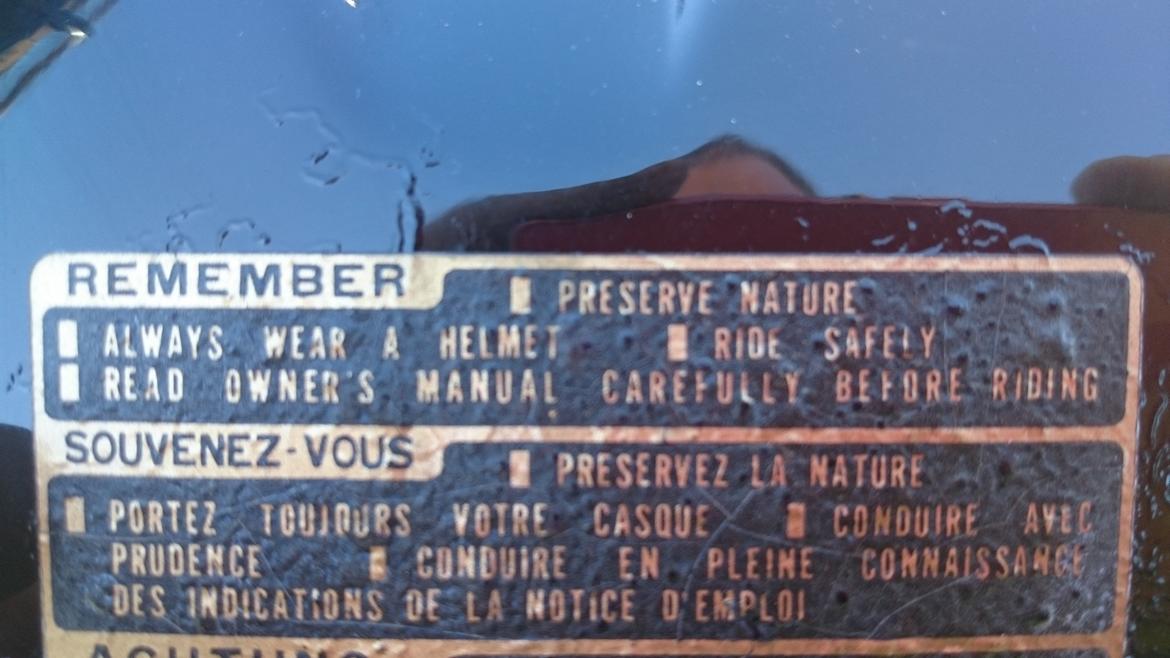 REMEMBER
PRESERVE NATURE
ALWAYS WEAR A HELMET RIDE SAFELY
READ OWNER'S MANUAL CAREFULLY BEFORE RIDING
SOUVENEZ-VOUS
PRESERVEZ LA NATURE
PORTEZ TOUJOURS VOTRE CASQUE CONDUIRE AVEC
PRUDENCE CONDUIRE EN PLEINE CONNAISSANCE
DES INDICATIONS DE LA NOTICE D'EMPLOI
ACHTUNG